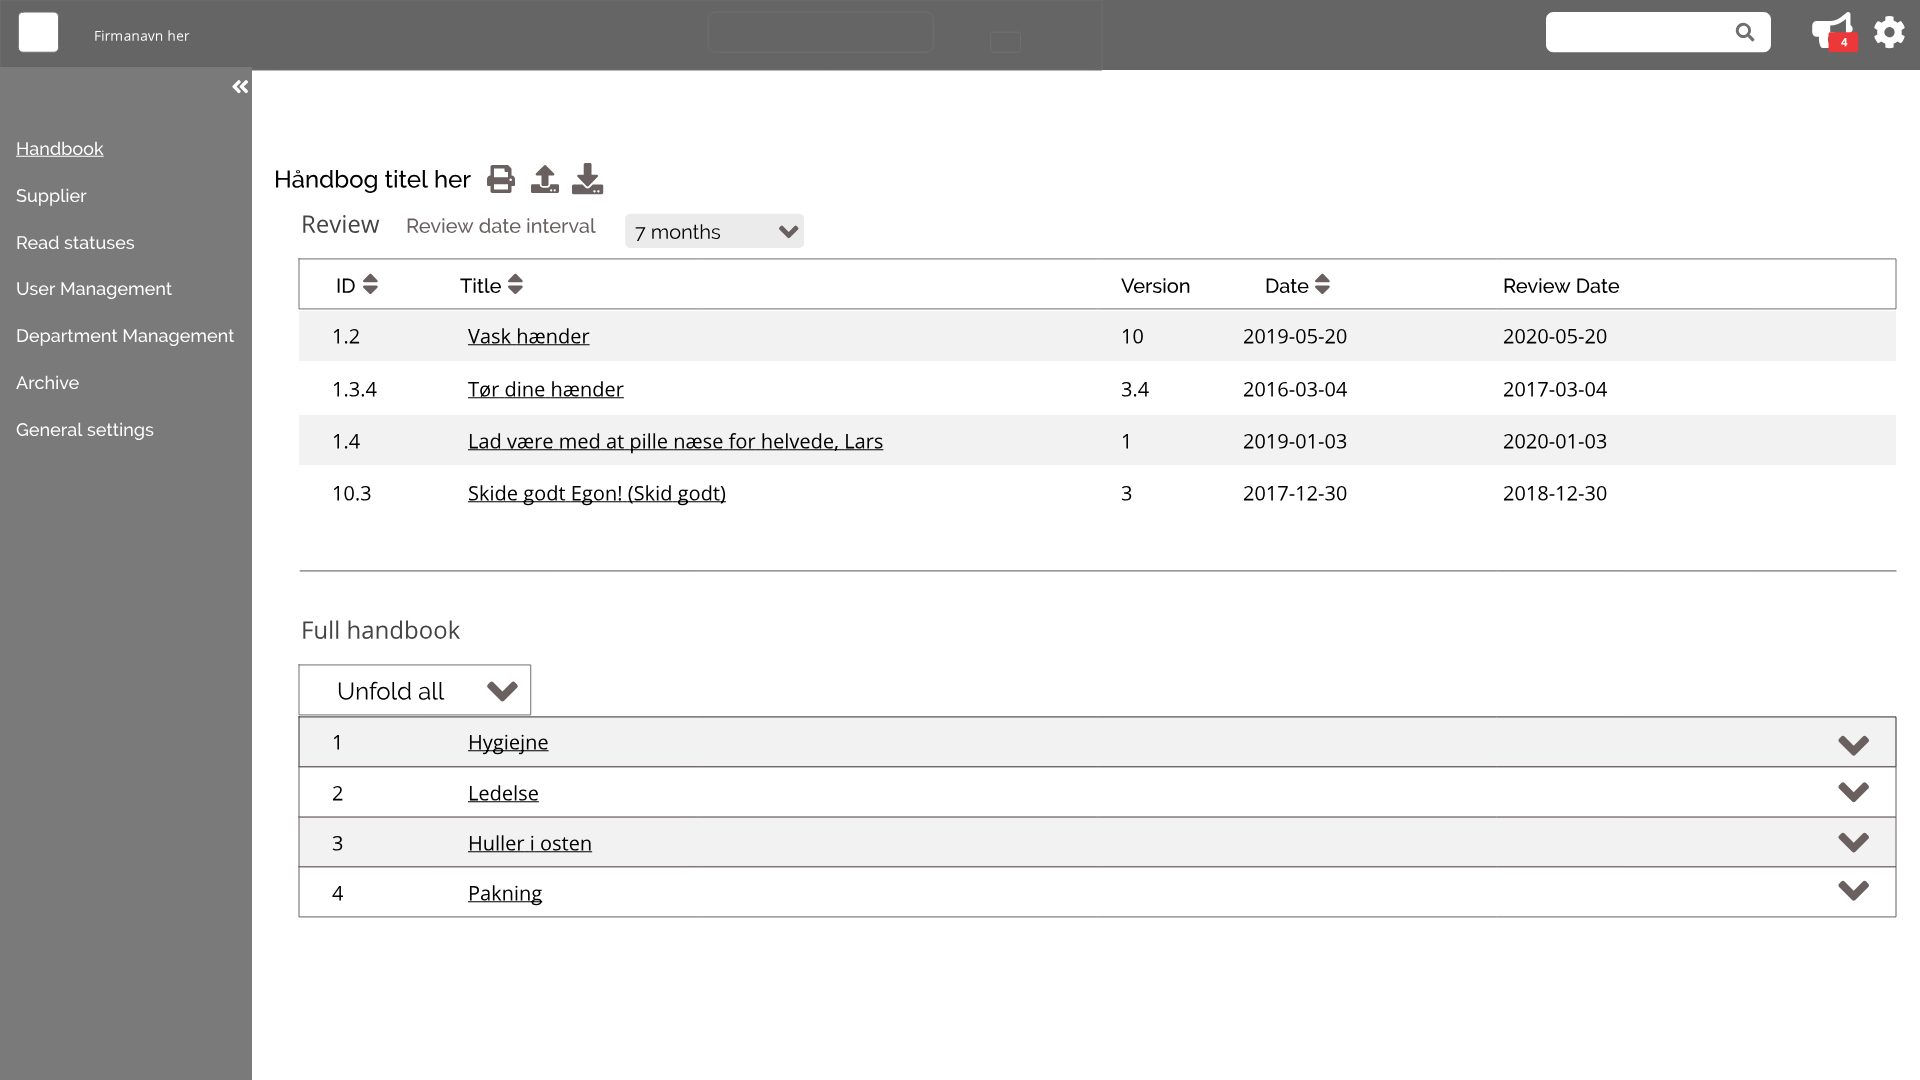 Firmanavn her
4
Handbook
Supplier
Read statuses
User Management
Department Management
Archive
General settings
Håndbog titel her
Review Review date interval 7 months
ID Title Version Date Review Date
1.2 Vask hænder 10 2019-05-20 2020-05-20
1.3.4 Tør dine hænder 3.4 2016-03-04 2017-03-04
1.4 Lad være med at pille næse for helvede, Lars 1 2019-01-03 2020-01-03
10.3 Skide godt Egon! (Skid godt) 3 2017-12-30 2018-12-30
Full handbook
Unfold all
1 Hygiejne
2 Ledelse
3 Huller i osten
4 Pakning